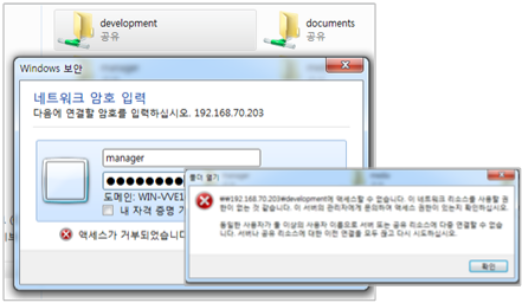 development
공유
documents
공유
manager
Windows 보안
네트워크 암호 입력
다음에 연결할 암호를 입력하십시오. 192.168.70.203
manager
●●●●●●●●
도메인: WIN-VVE1
내 자격 증명 기
액세스가 거부되었습니다
폴더 열기
₩₩192.168.70.203₩development에 액세스할 수 없습니다. 이 네트워크 리소스를 사용할 권
한이 없는 것 같습니다. 이 서버의 관리자에게 문의하여 액세스 권한이 있는지 확인하십시오.
동일한 사용자가 둘 이상의 사용자 이름으로 서버 또는 공유 리소스에 다중 연결할 수 없습니
다. 서버나 공유 리소스에 대한 이전 연결을 모두 끊고 다시 시도하십시오.
확인